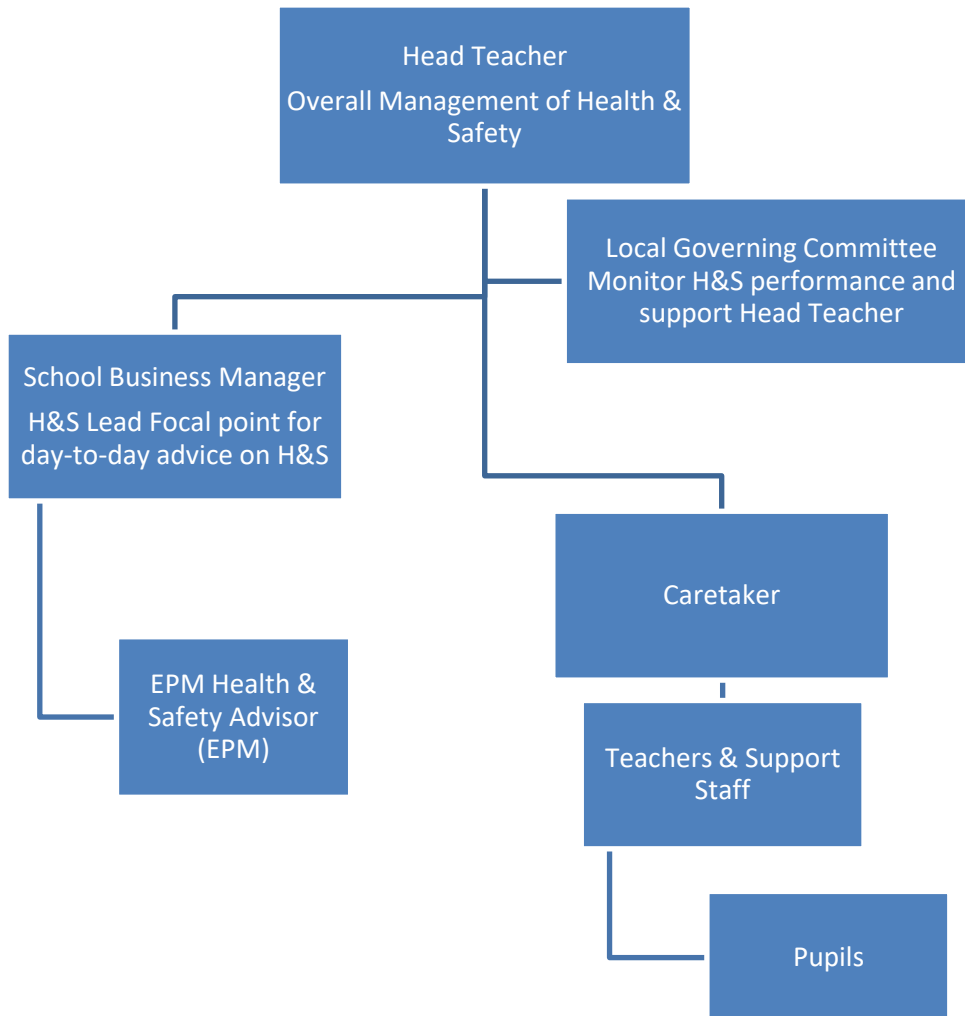 Head Teacher
Overall Management of Health &
Safety
Local Governing Committee
Monitor H&S performance and
support Head Teacher
School Business Manager
H&S Lead Focal point for
day-to-day advice on H&S
Caretaker
EPM Health &
Safety Advisor
(EPM)
Teachers & Support
Staff
Pupils